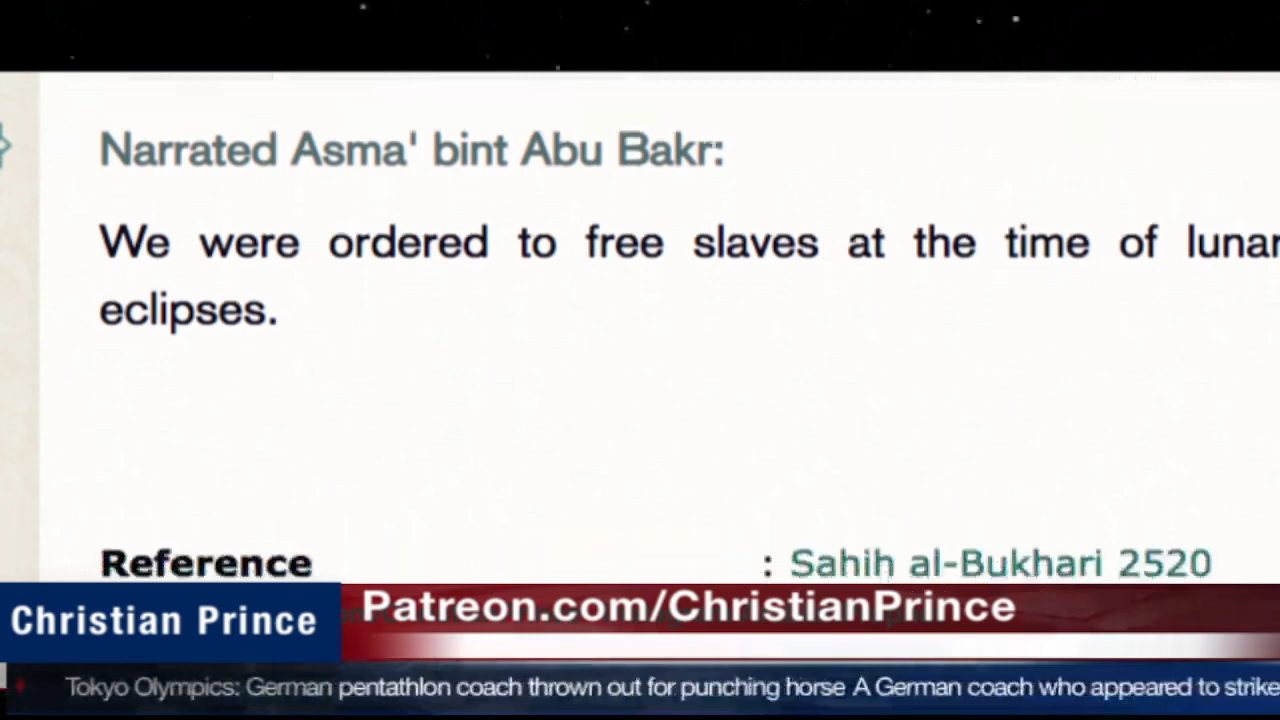 Narrated Asma' bint Abu Bakr:
We were ordered to free slaves at the time of lunar
eclipses.
Reference : Sahih al-Bukhari 2520
Christian Prince
Patreon.com/ChristianPrince
Tokyo Olympics: German pentathlon coach thrown out for punching horse A German coach who appeared to strike